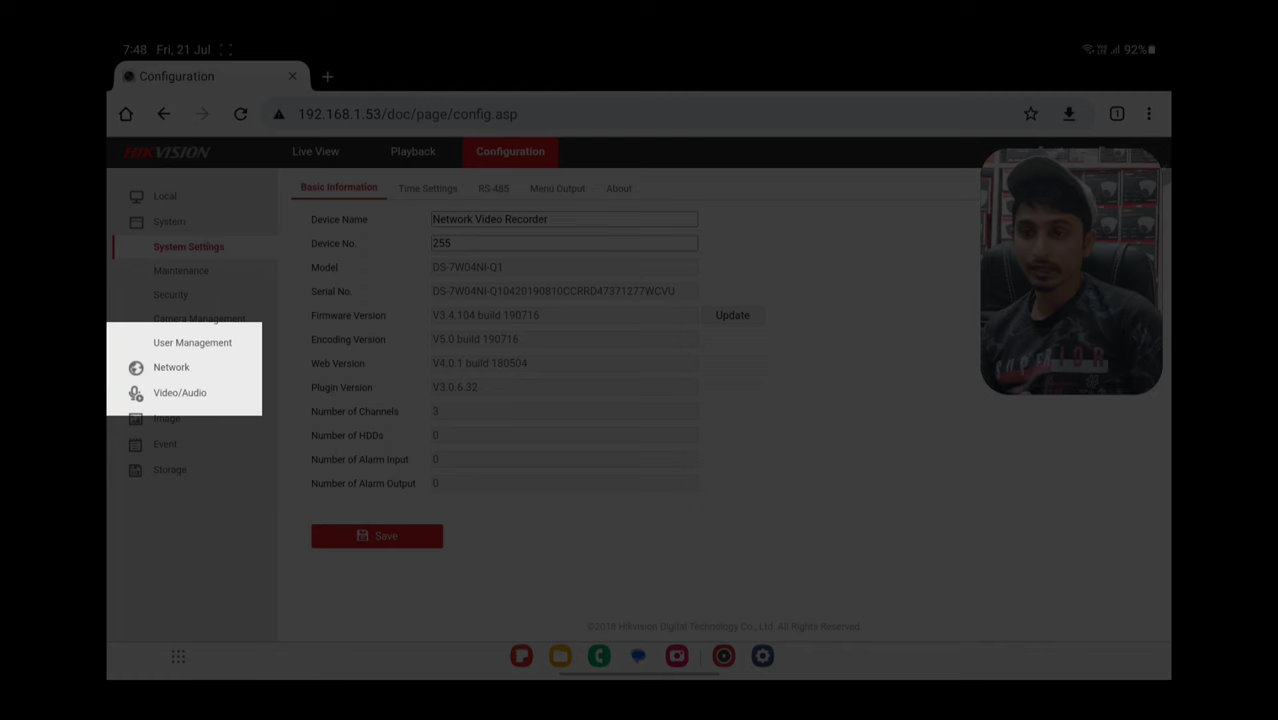 7:48 Fri, 21 Jul
92%
Configuration
192.168.1.53/doc/page/config.asp
1
HIKVISION
Live View
Playback
Configuration
Local
System
System Settings
Maintenance
Security
Camera Management
User Management
Network
Video/Audio
Image
Event
Storage
Basic Information
Time Settings
RS-485
Menu Output
About
Device Name Network Video Recorder
Device No. 255
Model DS-7W04NI-Q1
Serial No. DS-7W04NI-Q10420190810CCRRD47371277WCVU
Firmware Version V3.4.104 build 190716 Update
Encoding Version V5.0 build 190716
Web Version V4.0.1 build 180504
Plugin Version V3.0.6.32
Number of Channels 3
Number of HDDs 0
Number of Alarm Input 0
Number of Alarm Output 0
Save
©2018 Hikvision Digital Technology Co., Ltd. All Rights Reserved.